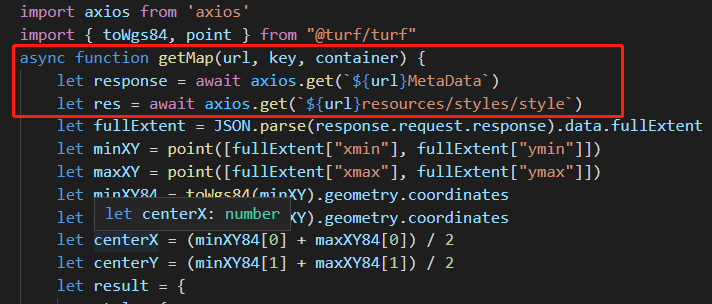 import axios from 'axios'
import { toWgs84, point } from "@turf/turf"
async function getMap(url, key, container) {
let response = await axios.get(`${url}MetaData`)
let res = await axios.get(`${url}resources/styles/style`)
let fullExtent = JSON.parse(response.request.response).data.fullExtent
let minXY = point([fullExtent["xmin"], fullExtent["ymin"]])
let maxXY = point([fullExtent["xmax"], fullExtent["ymax"]])
let minXY84 = toWgs84(minXY).geometry.coordinates
let centerX: number
let (maxXY).geometry.coordinates
let centerX = (minXY84[0] + maxXY84[0]) / 2
let centerY = (minXY84[1] + maxXY84[1]) / 2
let result = {